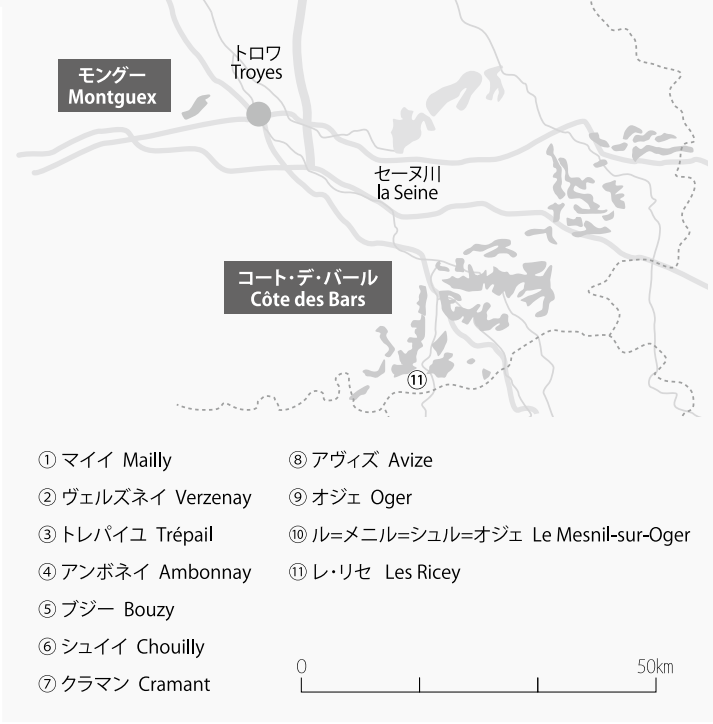 トロワ
Troyes
モングー
Montguex
セーヌ川
la Seine
コート・デ・バール
Côte des Bars
⑪
① マイイ Mailly
② ヴェルズネイ Verzenay
③ トレパイユ Trépail
④ アンボネイ Ambonnay
⑤ ブジー Bouzy
⑥ シュイイ Chouilly
⑦ クラマン Cramant
⑧ アヴィズ Avize
⑨ オジェ Oger
⑩ ル=メニル=シュル=オジェ Le Mesnil-sur-Oger
⑪ レ・リセ Les Ricey
0 50km